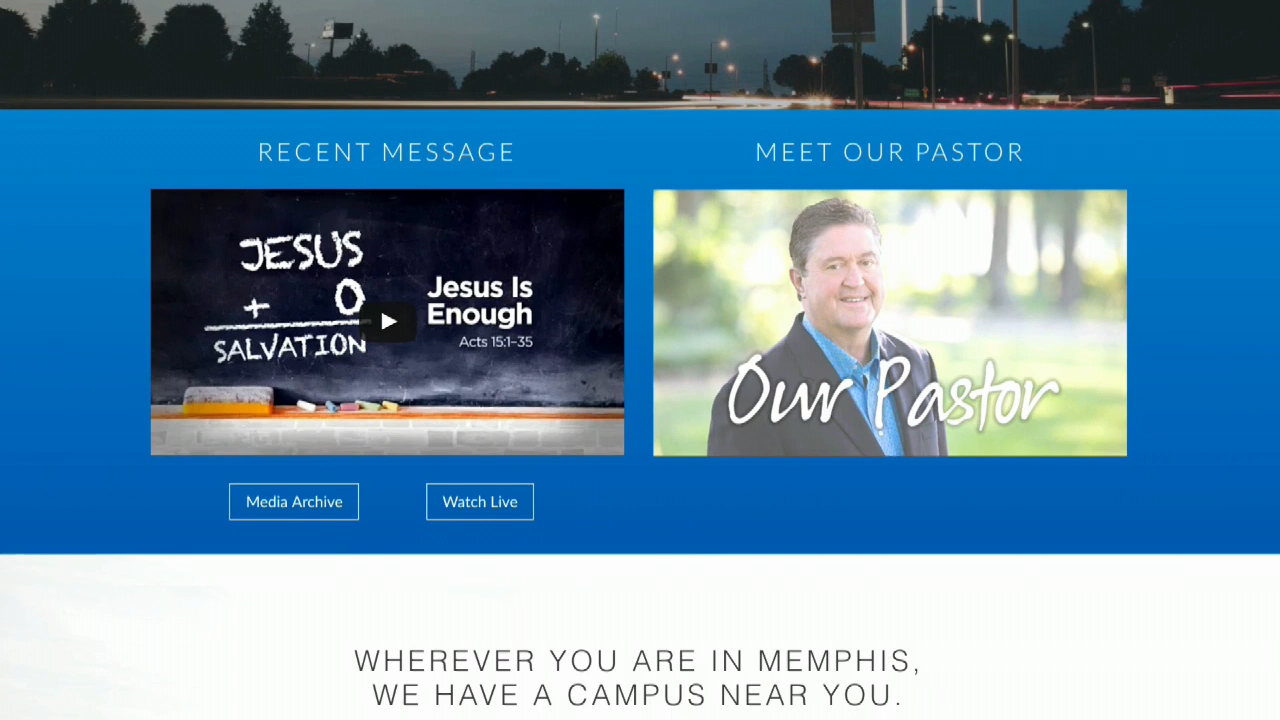 RECENT MESSAGE
MEET OUR PASTOR
JESUS
+ 0
SALVATION
Jesus Is
Enough
Acts 15:1–35
Our Pastor
Media Archive
Watch Live
WHEREVER YOU ARE IN MEMPHIS,
WE HAVE A CAMPUS NEAR YOU.